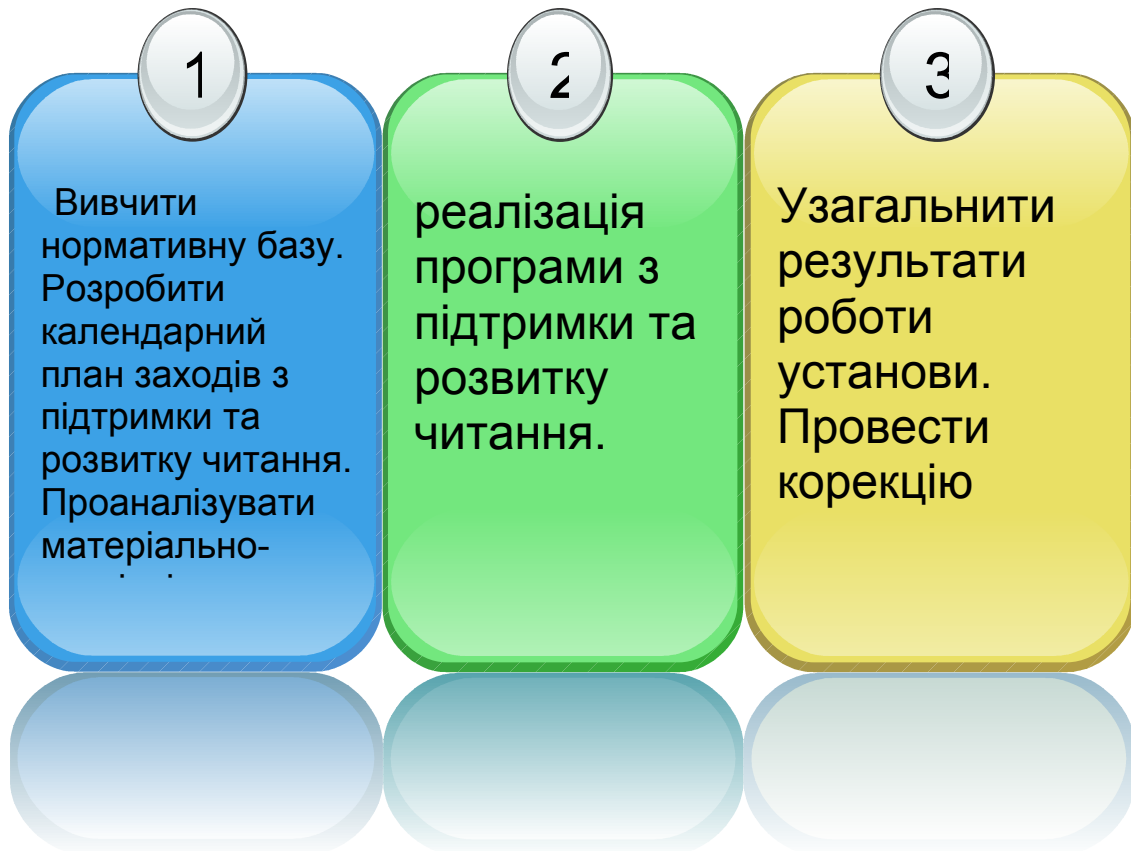 1
Вивчити
нормативну базу.
Розробити
календарний
план заходів з
підтримки та
розвитку читання.
Проаналізувати
матеріально-
2
реалізація
програми з
підтримки та
розвитку
читання.
3
Узагальнити
результати
роботи
установи.
Провести
корекцію